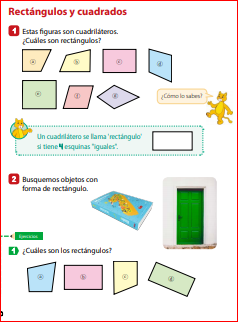 Rectángulos y cuadrados
1 Estas figuras son cuadriláteros.
¿Cuáles son rectángulos?
a b c d
e f g
¿Cómo lo sabes?
Un cuadrilátero se llama 'rectángulo'
si tiene 4 esquinas "iguales".
2 Busquemos objetos con
forma de rectángulo.
Ejercicios
1 ¿Cuáles son los rectángulos?
a b c d